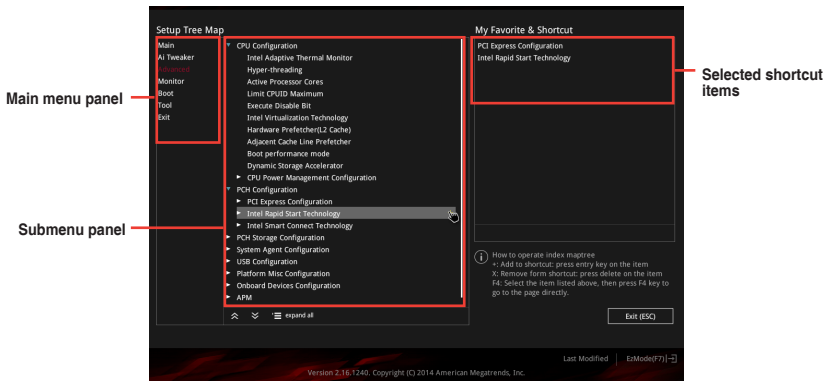 Setup Tree Map
Main
Ai Tweaker
Advanced
Monitor
Boot
Tool
Exit
CPU Configuration
Intel Adaptive Thermal Monitor
Hyper-threading
Active Processor Cores
Limit CPUID Maximum
Execute Disable Bit
Intel Virtualization Technology
Hardware Prefetcher(L2 Cache)
Adjacent Cache Line Prefetcher
Boot performance mode
Dynamic Storage Accelerator
CPU Power Management Configuration
PCH Configuration
PCI Express Configuration
Intel Rapid Start Technology
Intel Smart Connect Technology
PCH Storage Configuration
System Agent Configuration
USB Configuration
Platform Misc Configuration
Onboard Devices Configuration
APM
expand all
My Favorite & Shortcut
PCI Express Configuration
Intel Rapid Start Technology
How to operate index maptree
+: Add to shortcut: press entry key on the item
X: Remove form shortcut: press delete on the item
F4: Select the item listed above, then press F4 key to
go to the page directly.
Exit (ESC)
Last Modified
EzMode(F7)
Version 2.16.1240. Copyright (C) 2014 American Megatrends, Inc.
Main menu panel
Submenu panel
Selected shortcut
items